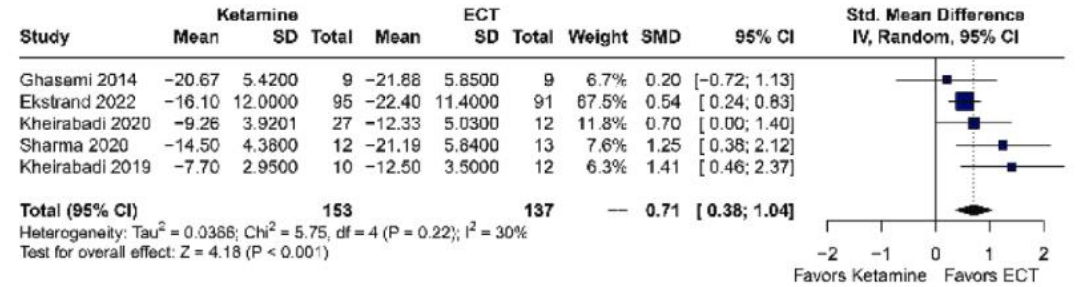 Ketamine ECT Std. Mean Difference
Study Mean SD Total Mean SD Total Weight SMD 95% CI IV, Random, 95% CI
Ghasemi 2014 −20.67 5.4200 9 −21.88 5.8500 9 6.7% 0.20 [−0.72; 1.13]
Ekstrand 2022 −16.10 12.0000 95 −22.40 11.4000 91 67.5% 0.54 [ 0.24; 0.83]
Kheirabadi 2020 −9.26 3.9201 27 −12.33 5.0300 12 11.8% 0.70 [ 0.00; 1.40]
Sharma 2020 −14.50 4.3800 12 −21.19 5.8400 13 7.6% 1.25 [ 0.38; 2.12]
Kheirabadi 2019 −7.70 2.9500 10 −12.50 3.5000 12 6.3% 1.41 [ 0.46; 2.37]
Total (95% CI) 153 137 −− 0.71 [ 0.38; 1.04]
Heterogeneity: Tau² = 0.0366; Chi² = 5.75, df = 4 (P = 0.22); I² = 30%
Test for overall effect: Z = 4.18 (P < 0.001)
−2 −1 0 1 2
Favors Ketamine Favors ECT